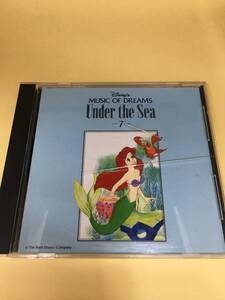 Disney's
MUSIC OF DREAMS
Under the Sea
-7-
© The Walt Disney Company